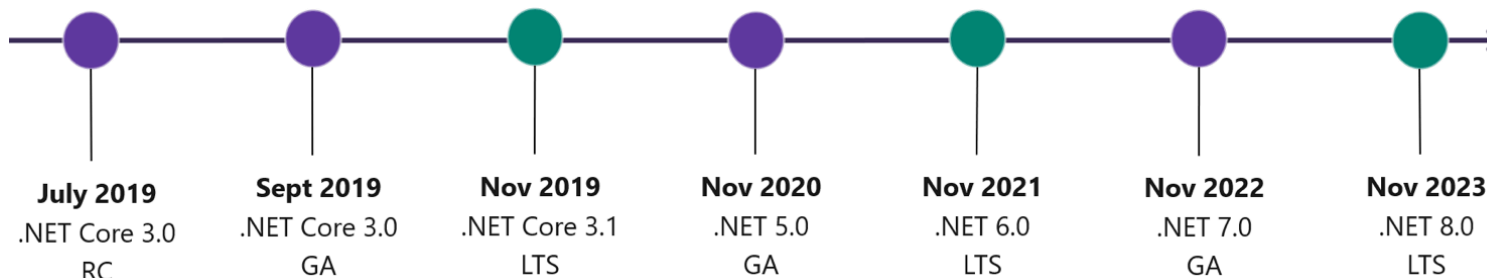 July 2019
.NET Core 3.0
RC
Sept 2019
.NET Core 3.0
GA
Nov 2019
.NET Core 3.1
LTS
Nov 2020
.NET 5.0
GA
Nov 2021
.NET 6.0
LTS
Nov 2022
.NET 7.0
GA
Nov 2023
.NET 8.0
LTS